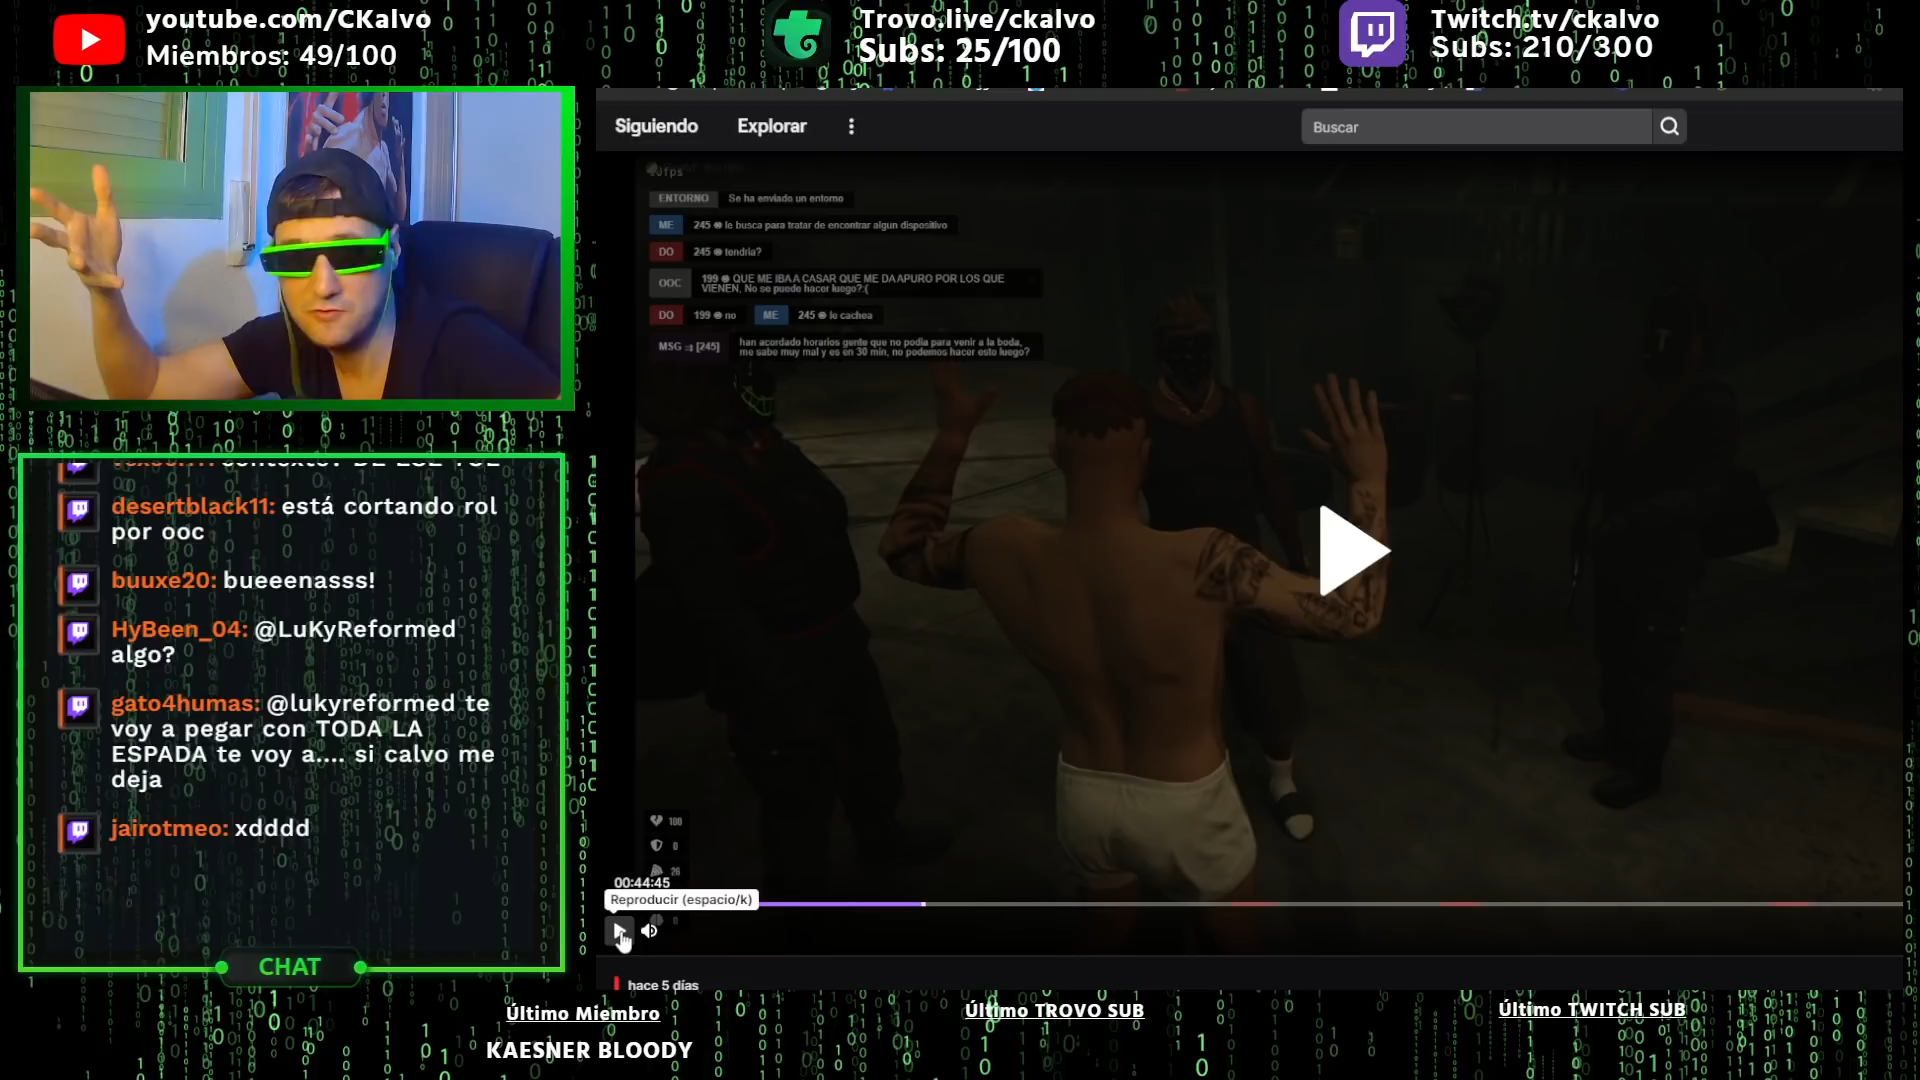 youtube.com/CKalvo
Miembros: 49/100
Trovo.live/ckalvo
Subs: 25/100
Twitch.tv/ckalvo
Subs: 210/300
Siguiendo
Explorar
Buscar
ENTORNO Se ha enviado un entorno
ME 245 le busca para tratar de encontrar algun dispositivo
DO 245 tendria?
OOC 199 QUE ME IBA A CASAR QUE ME DA APURO POR LOS QUE
VIENEN, No se puede hacer luego?:(
DO 199 no ME 245 le cachea
MSG [245] han acordado horarios gente que no podia para venir a la boda,
me sabe muy mal y es en 30 min, no podemos hacer esto luego?
desertblack11: está cortando rol
por ooc
buuxe20: bueeenasss!
HyBeen_04: @LuKyReformed
algo?
gato4humas: @lukyreformed te
voy a pegar con TODA LA
ESPADA te voy a.... si calvo me
deja
jairotmeo: xdddd
CHAT
100
0
26
00:44:45
Reproducir (espacio/k)
0
hace 5 días
Último Miembro
KAESNER BLOODY
Último TROVO SUB
Último TWITCH SUB